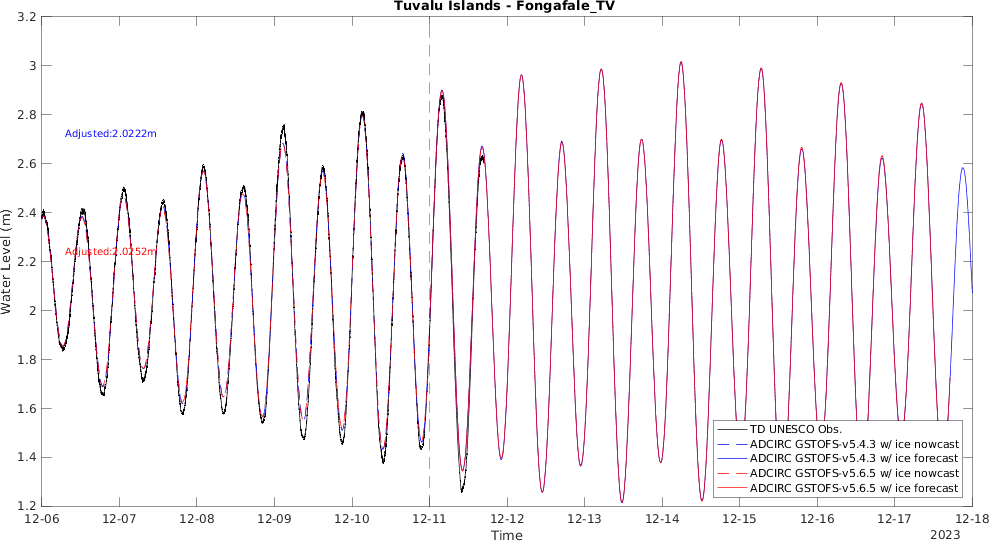 Tuvalu Islands - Fongafale_TV
3.2
3
2.8
2.6
2.4
2.2
2
1.8
1.6
1.4
1.2
Water Level (m)
Adjusted:2.0222m
Adjusted:2.0252m
TD UNESCO Obs.
ADCIRC GSTOFS-v5.4.3 w/ ice nowcast
ADCIRC GSTOFS-v5.4.3 w/ ice forecast
ADCIRC GSTOFS-v5.6.5 w/ ice nowcast
ADCIRC GSTOFS-v5.6.5 w/ ice forecast
12-06 12-07 12-08 12-09 12-10 12-11 12-12 12-13 12-14 12-15 12-16 12-17 12-18
Time
2023